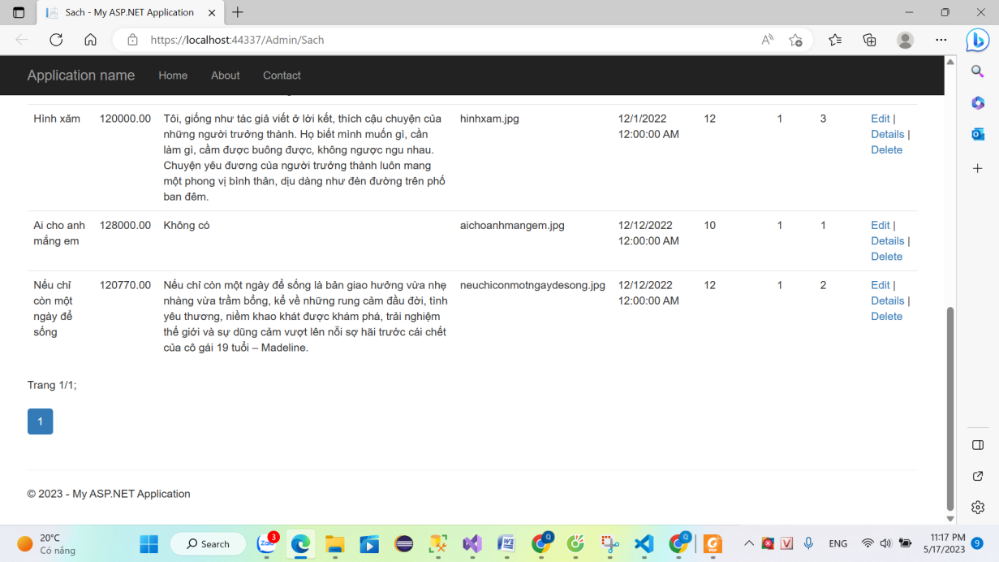 Sach - My ASP.NET Application
https://localhost:44337/Admin/Sach
Application name Home About Contact
Hình xăm 120000.00 Tôi, giống như tác giả viết ở lời kết, thích cậu chuyện của hinhxam.jpg 12/1/2022 12 1 3 Edit |
những người trưởng thành. Họ biết mình muốn gì, cần 12:00:00 AM Details |
làm gì, cầm được buông được, không ngược ngu nhau. Delete
Chuyện yêu đương của người trưởng thành luôn mang
một phong vị bình thản, dịu dàng như đèn đường trên phố
ban đêm.
Ai cho anh 128000.00 Không có aichoanhmangem.jpg 12/12/2022 10 1 1 Edit |
mắng em 12:00:00 AM Details |
Delete
Nếu chỉ 120770.00 Nếu chỉ còn một ngày để sống là bản giao hưởng vừa nhẹ neuchiconmotngaydesong.jpg 12/12/2022 12 1 2 Edit |
còn một nhàng vừa trầm bổng, kể về những rung cảm đầu đời, tình 12:00:00 AM Details |
ngày để yêu thương, niềm khao khát được khám phá, trải nghiệm Delete
sống thế giới và sự dũng cảm vượt lên nỗi sợ hãi trước cái chết
của cô gái 19 tuổi – Madeline.
Trang 1/1;
1
© 2023 - My ASP.NET Application
20°C
Có nắng
Search
Zalo 3
ENG
11:17 PM
5/17/2023
9